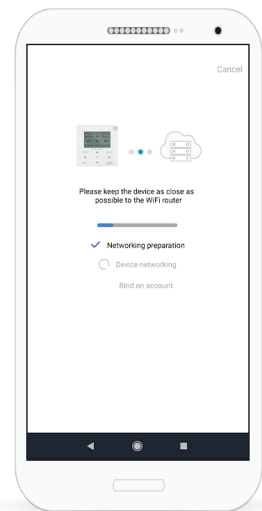 Cancel
Please keep the device as close as
possible to the WiFi router
Networking preparation
Device networking
Bind on account